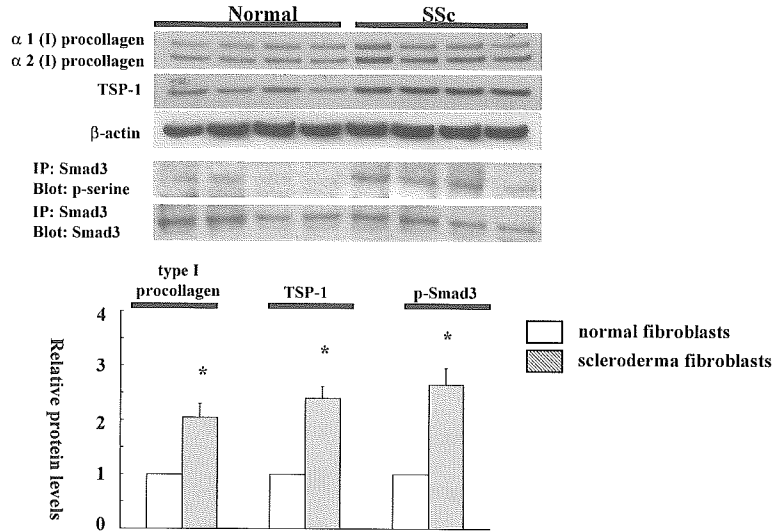 Normal SSc
α 1 (I) procollagen
α 2 (I) procollagen
TSP-1
β-actin
IP: Smad3
Blot: p-serine
IP: Smad3
Blot: Smad3
type I
procollagen
TSP-1
p-Smad3
Relative protein levels
4
3
2
1
0
*
*
*
normal fibroblasts
scleroderma fibroblasts